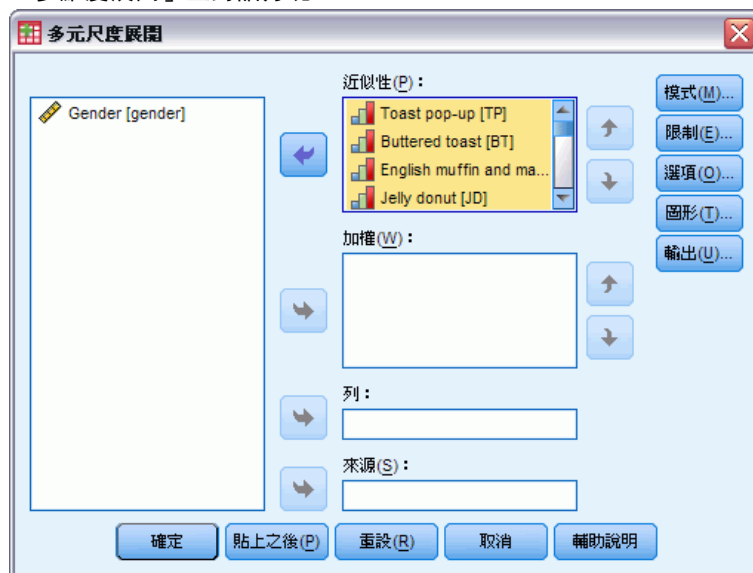 多元尺度展開
近似性(P):
Gender [gender]
Toast pop-up [TP]
Buttered toast [BT]
English muffin and ma...
Jelly donut [JD]
模式(M)...
限制(E)...
選項(O)...
圖形(T)...
輸出(U)...
加權(W):
列:
來源(S):
確定
貼上之後(P)
重設(R)
取消
輔助說明